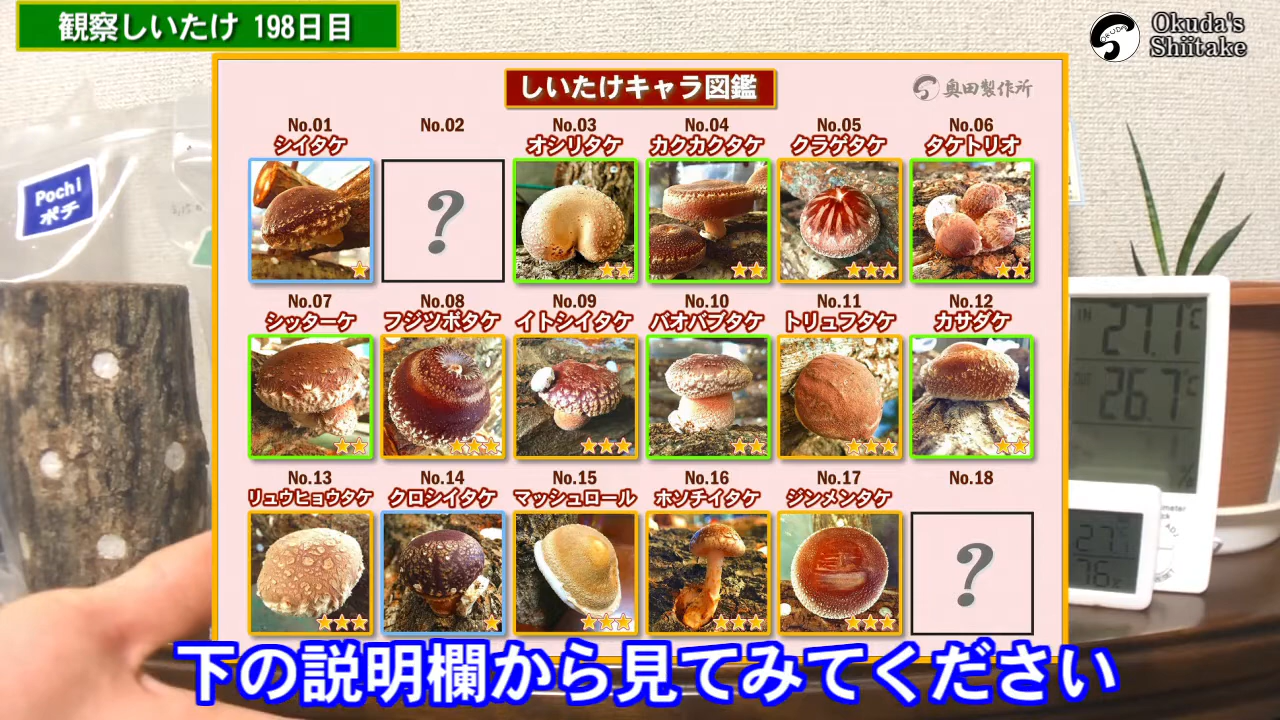 観察しいたけ 198日目
Okuda's
Shiitake
しいたけキャラ図鑑
奥田製作所
No.01 No.02 No.03 No.04 No.05 No.06
シイタケ オシリタケ カクカクタケ クラゲタケ タケトリオ
?
No.07 No.08 No.09 No.10 No.11 No.12
シッターケ フジツボタケ イトシイタケ バオバブタケ トリュフタケ カサダケ
No.13 No.14 No.15 No.16 No.17 No.18
リュウヒョウタケ クロシイタケ マッシュロール ホソチイタケ ジンメンタケ
?
Pochi
ポチ
IN 27.1℃
26.7℃
下の説明欄から見てみてください